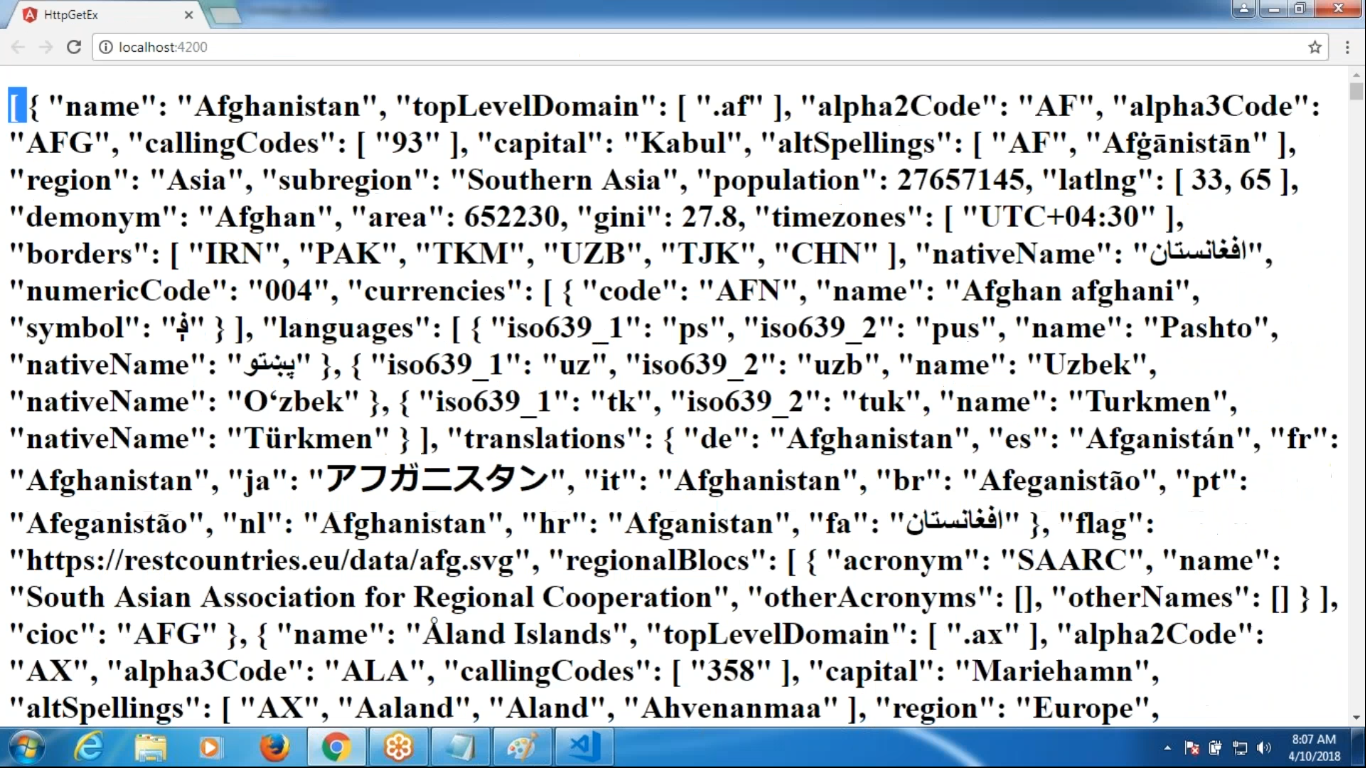 HttpGetEx
localhost:4200
[ { "name": "Afghanistan", "topLevelDomain": [ ".af" ], "alpha2Code": "AF", "alpha3Code":
"AFG", "callingCodes": [ "93" ], "capital": "Kabul", "altSpellings": [ "AF", "Afġānistān" ],
"region": "Asia", "subregion": "Southern Asia", "population": 27657145, "latlng": [ 33, 65 ],
"demonym": "Afghan", "area": 652230, "gini": 27.8, "timezones": [ "UTC+04:30" ],
"borders": [ "IRN", "PAK", "TKM", "UZB", "TJK", "CHN" ], "nativeName": "افغانستان",
"numericCode": "004", "currencies": [ { "code": "AFN", "name": "Afghan afghani",
"symbol": "؋" } ], "languages": [ { "iso639_1": "ps", "iso639_2": "pus", "name": "Pashto",
"nativeName": "پښتو" }, { "iso639_1": "uz", "iso639_2": "uzb", "name": "Uzbek",
"nativeName": "Oʻzbek" }, { "iso639_1": "tk", "iso639_2": "tuk", "name": "Turkmen",
"nativeName": "Türkmen" } ], "translations": { "de": "Afghanistan", "es": "Afganistán", "fr":
"Afghanistan", "ja": "アフガニスタン", "it": "Afghanistan", "br": "Afeganistão", "pt":
"Afeganistão", "nl": "Afghanistan", "hr": "Afganistan", "fa": "افغانستان" }, "flag":
"https://restcountries.eu/data/afg.svg", "regionalBlocs": [ { "acronym": "SAARC", "name":
"South Asian Association for Regional Cooperation", "otherAcronyms": [], "otherNames": [] } ],
"cioc": "AFG" }, { "name": "Åland Islands", "topLevelDomain": [ ".ax" ], "alpha2Code":
"AX", "alpha3Code": "ALA", "callingCodes": [ "358" ], "capital": "Mariehamn",
"altSpellings": [ "AX", "Aaland", "Aland", "Ahvenanmaa" ], "region": "Europe",
8:07 AM
4/10/2018